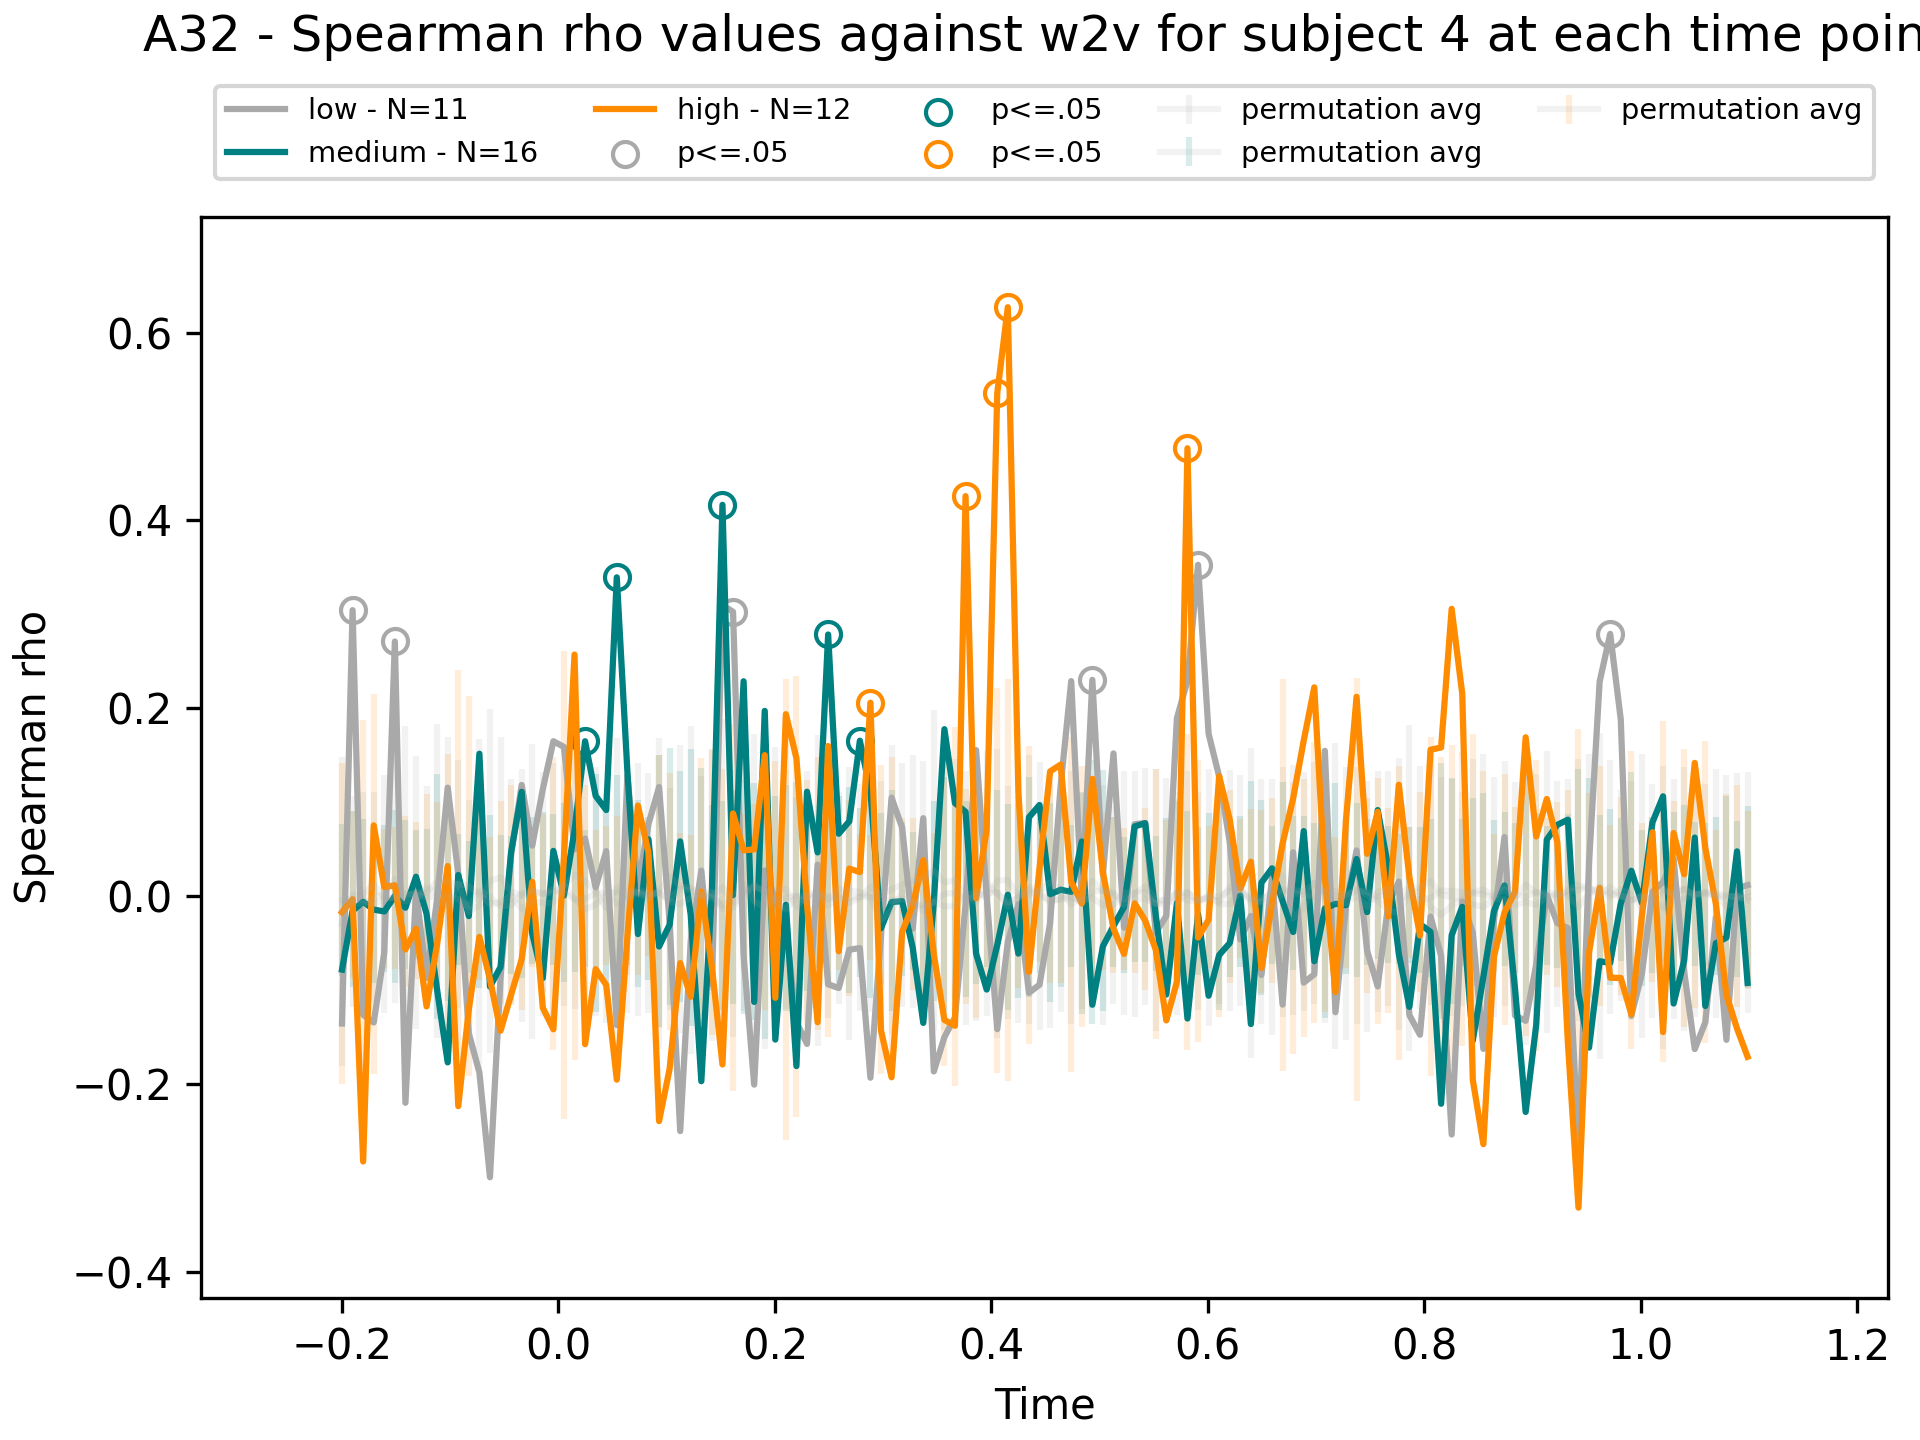 A32 - Spearman rho values against w2v for subject 4 at each time poin
low - N=11
medium - N=16
high - N=12
p<=.05
p<=.05
p<=.05
permutation avg
permutation avg
permutation avg
Spearman rho
0.6
0.4
0.2
0.0
−0.2
−0.4
−0.2
0.0
0.2
0.4
0.6
0.8
1.0
1.2
Time